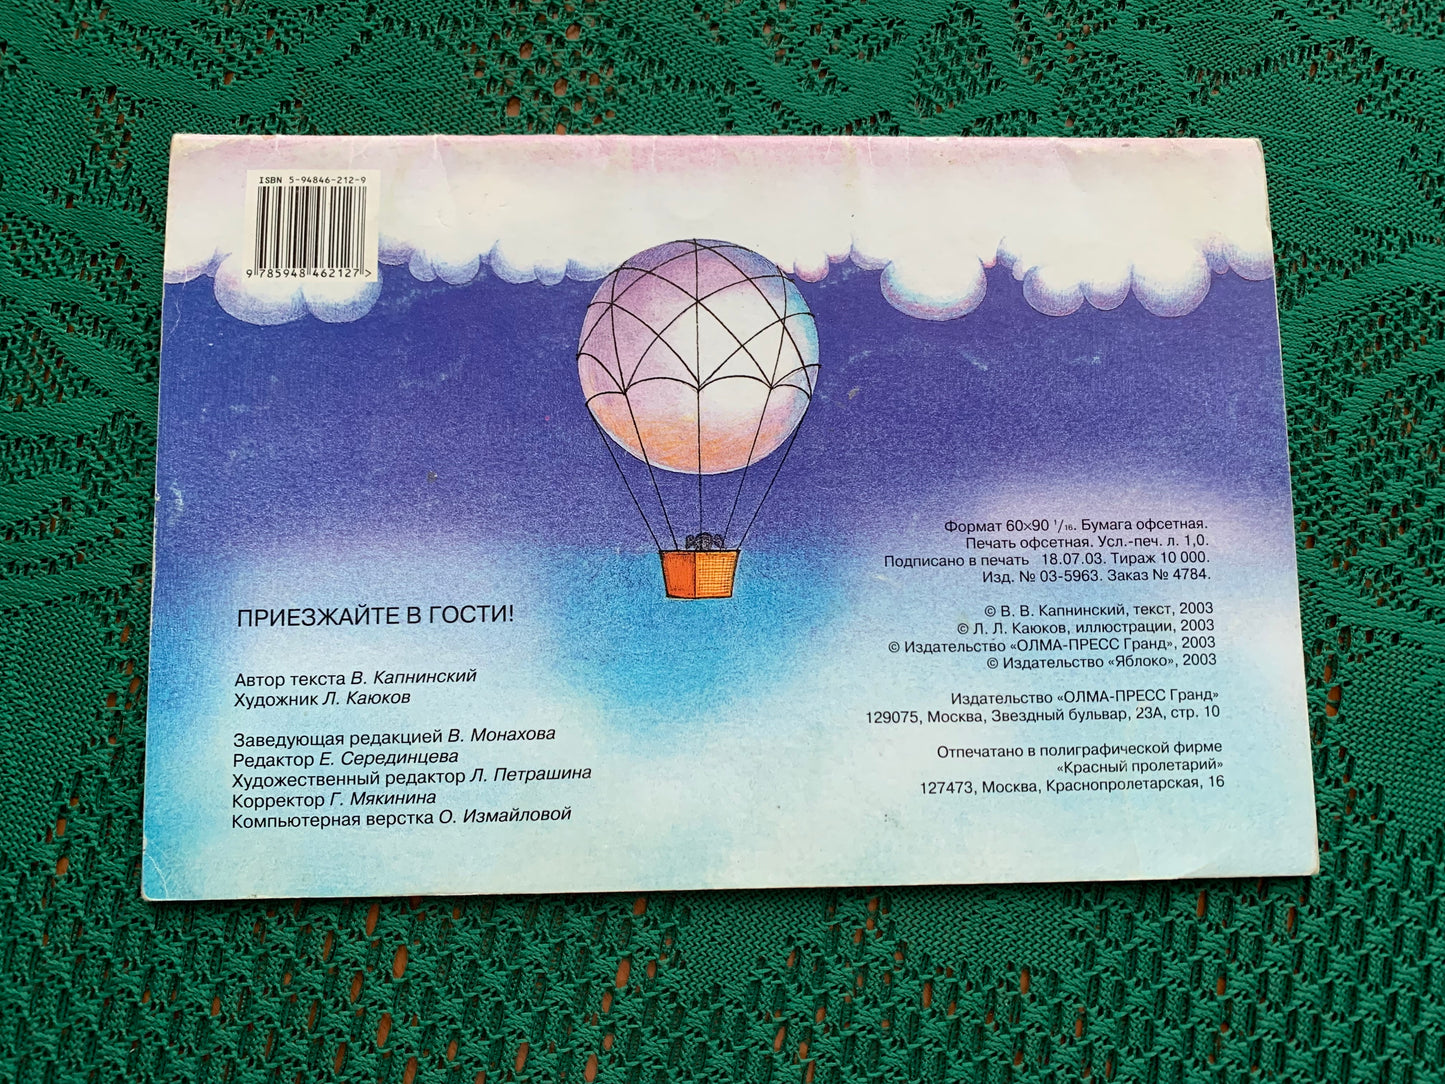 ISBN 5-94846-212-9
9 785948 462127 >
ПРИЕЗЖАЙТЕ В ГОСТИ!
Автор текста В. Капнинский
Художник Л. Каюков
Заведующая редакцией В. Монахова
Редактор Е. Серединцева
Художественный редактор Л. Петрашина
Корректор Г. Мякинина
Компьютерная верстка О. Измайловой
Формат 60×90 1/16. Бумага офсетная.
Печать офсетная. Усл.-печ. л. 1,0.
Подписано в печать 18.07.03. Тираж 10 000.
Изд. № 03-5963. Заказ № 4784.
© В. В. Капнинский, текст, 2003
© Л. Л. Каюков, иллюстрации, 2003
© Издательство «ОЛМА-ПРЕСС Гранд», 2003
© Издательство «Яблоко», 2003
Издательство «ОЛМА-ПРЕСС Гранд»
129075, Москва, Звездный бульвар, 23А, стр. 10
Отпечатано в полиграфической фирме
«Красный пролетарий»
127473, Москва, Краснопролетарская, 16